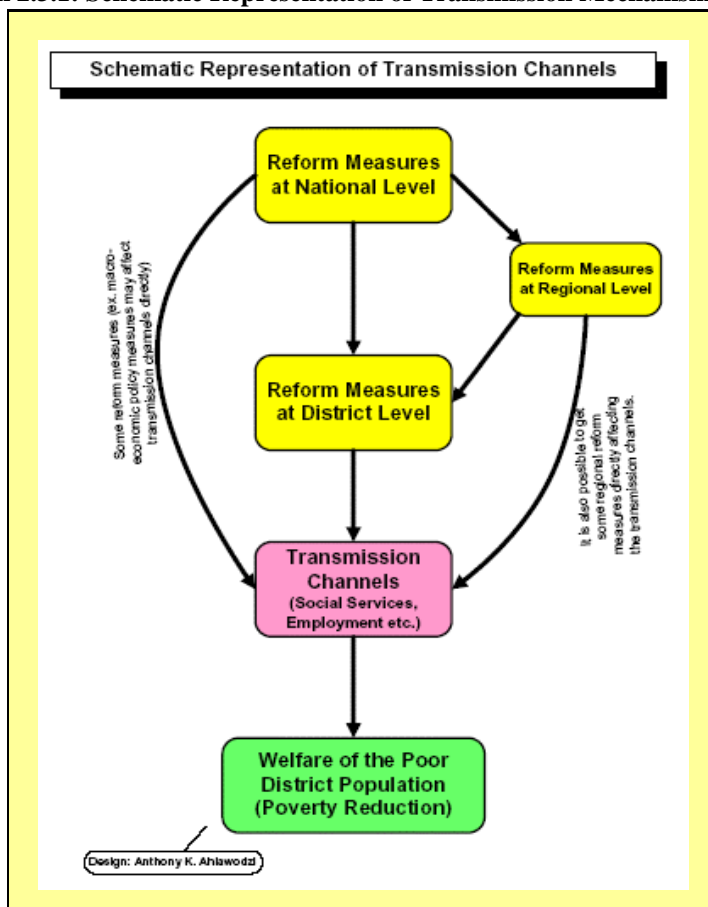 Schematic Representation of Transmission Channels
Reform Measures
at National Level
Reform Measures
at Regional Level
Some reform measures (ex. macro-
economic policy measures may affect
transmission channels directly)
Reform Measures
at District Level
It is also possible to get
some regional reform
measures directly affecting
the transmission channels.
Transmission
Channels
(Social Services,
Employment etc.)
Welfare of the Poor
District Population
(Poverty Reduction)
Design: Anthony K. Ahlawodzi